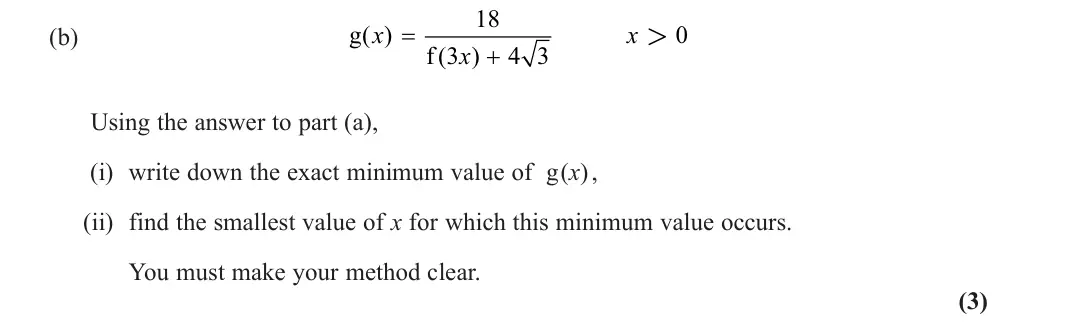 (b) g(x) = 18 / (f(3x) + 4√3) x > 0
Using the answer to part (a),
(i) write down the exact minimum value of g(x),
(ii) find the smallest value of x for which this minimum value occurs.
You must make your method clear.
(3)